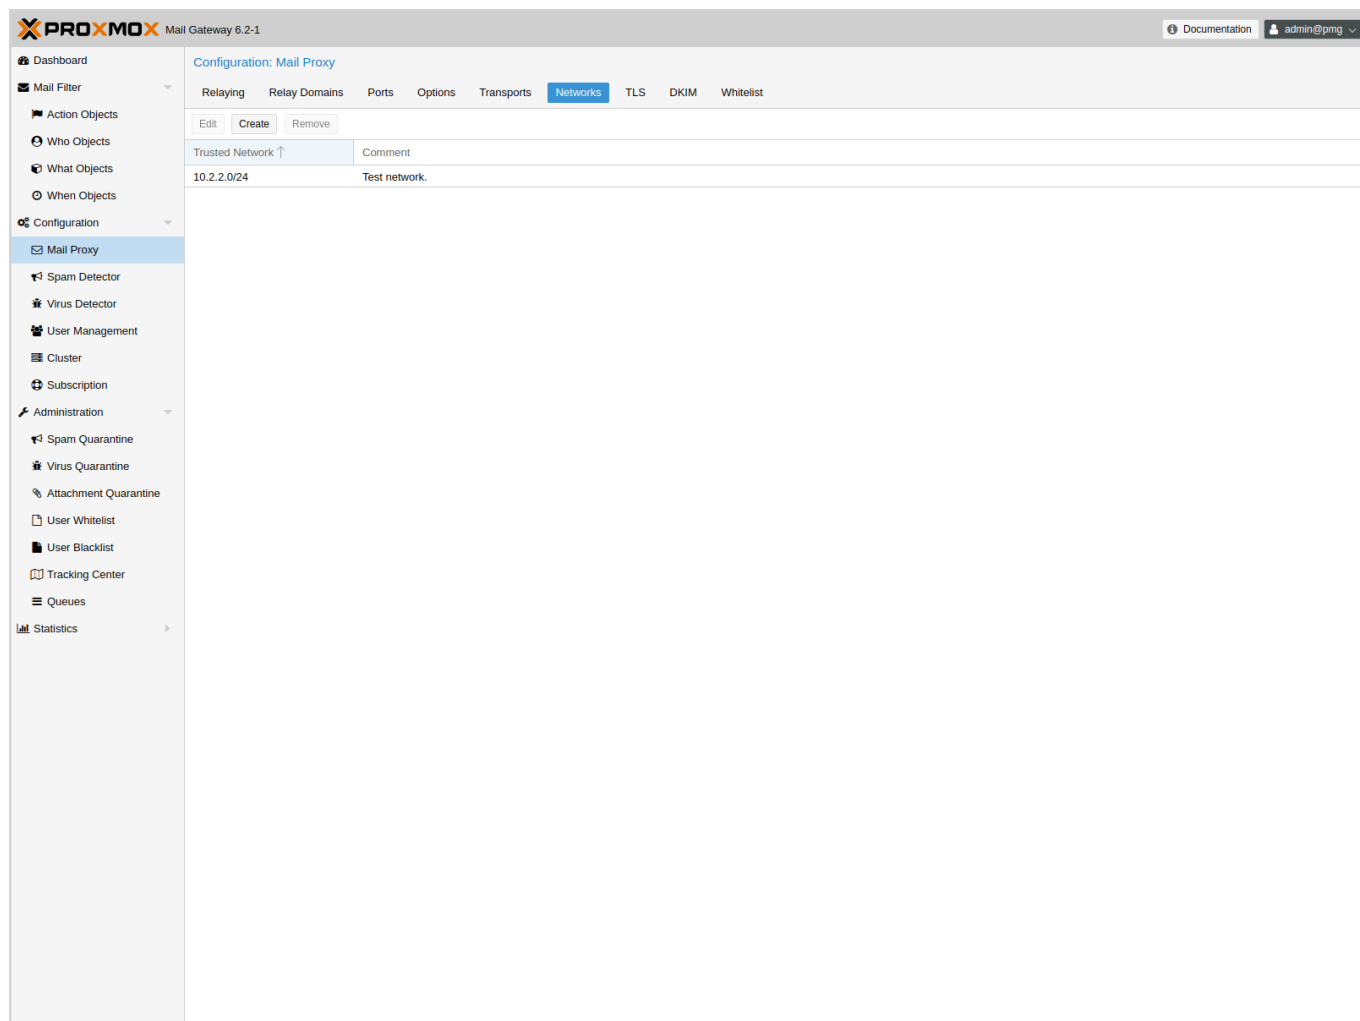 PROXMOX Mail Gateway 6.2-1 Documentation admin@pmg
Dashboard
Mail Filter
Action Objects
Who Objects
What Objects
When Objects
Configuration
Mail Proxy
Spam Detector
Virus Detector
User Management
Cluster
Subscription
Administration
Spam Quarantine
Virus Quarantine
Attachment Quarantine
User Whitelist
User Blacklist
Tracking Center
Queues
Statistics
Configuration: Mail Proxy
Relaying Relay Domains Ports Options Transports Networks TLS DKIM Whitelist
Edit Create Remove
Trusted Network Comment
10.2.2.0/24 Test network.